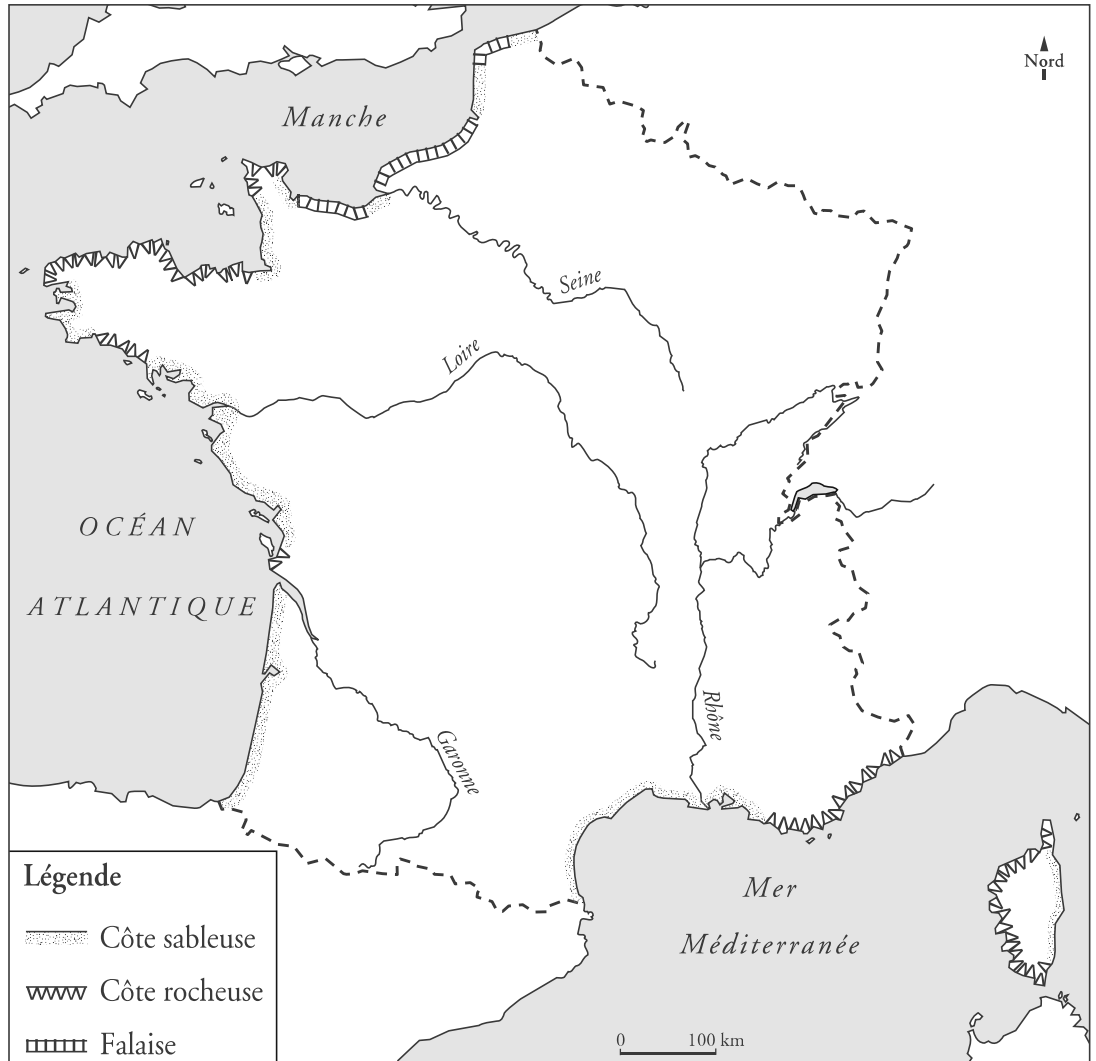 Nord
Manche
Seine
Loire
OCÉAN
ATLANTIQUE
Rhône
Garonne
Légende
Côte sableuse
Côte rocheuse
Falaise
Mer
Méditerranée
0 100 km